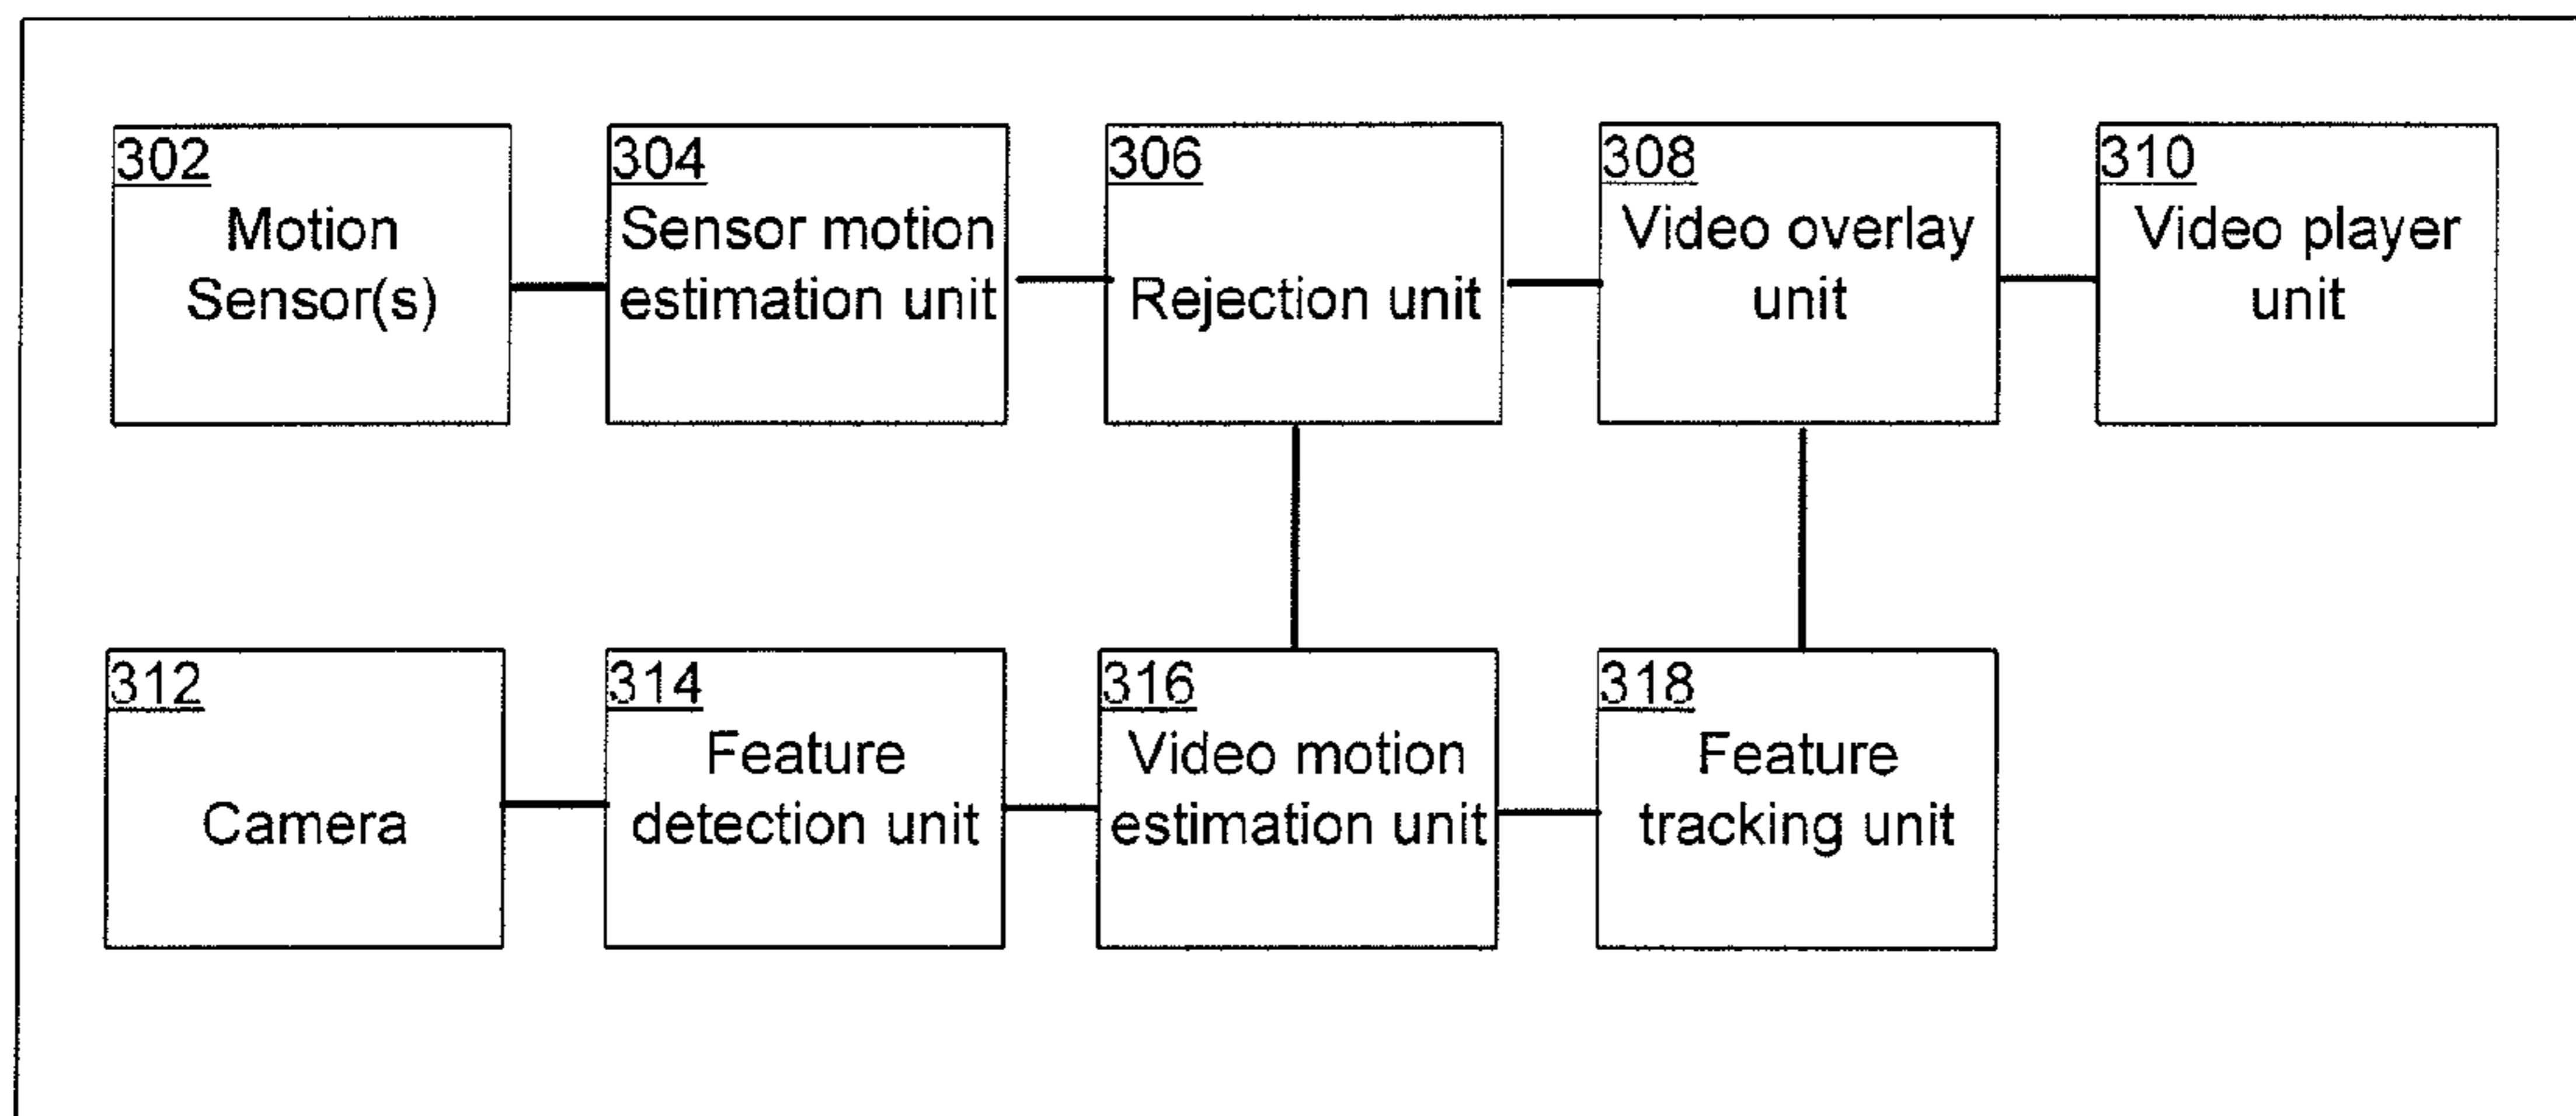 302
Motion
Sensor(s)
304
Sensor motion
estimation unit
306
Rejection unit
308
Video overlay
unit
310
Video player
unit
312
Camera
314
Feature
detection unit
316
Video motion
estimation unit
318
Feature
tracking unit